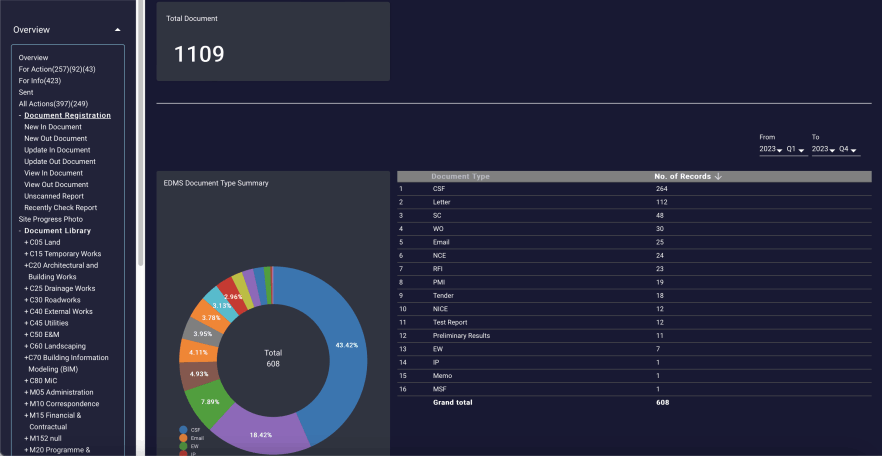 Overview
Overview
For Action(257)(92)(43)
For Info(423)
Sent
All Actions(397)(249)
- Document Registration
New In Document
New Out Document
Update In Document
Update Out Document
View In Document
View Out Document
Unscanned Report
Recently Check Report
Site Progress Photo
- Document Library
+ C05 Land
+ C15 Temporary Works
+C20 Architectural and
Building Works
+ C25 Drainage Works
+ C30 Roadworks
+ C40 External Works
+ C45 Utilities
+ C50 E&M
+ C60 Landscaping
+C70 Building Information
Modeling (BIM)
+ C80 MiC
+ M05 Administration
+ M10 Correspondence
+ M15 Financial &
Contractual
+ M152 null
+ M20 Programme &
Total Document
1109
From To
2023 Q1 2023 Q4
EDMS Document Type Summary
2.96%
3.13%
3.78%
3.95%
4.11%
4.93%
7.89%
18.42%
43.42%
Total
608
CSF
Email
EW
IP
Document Type No. of Records
1 CSF 264
2 Letter 112
3 SC 48
4 WO 30
5 Email 25
6 NCE 24
7 RFI 23
8 PMI 19
9 Tender 18
10 NICE 12
11 Test Report 12
12 Preliminary Results 11
13 EW 7
14 IP 1
15 Memo 1
16 MSF 1
Grand total 608